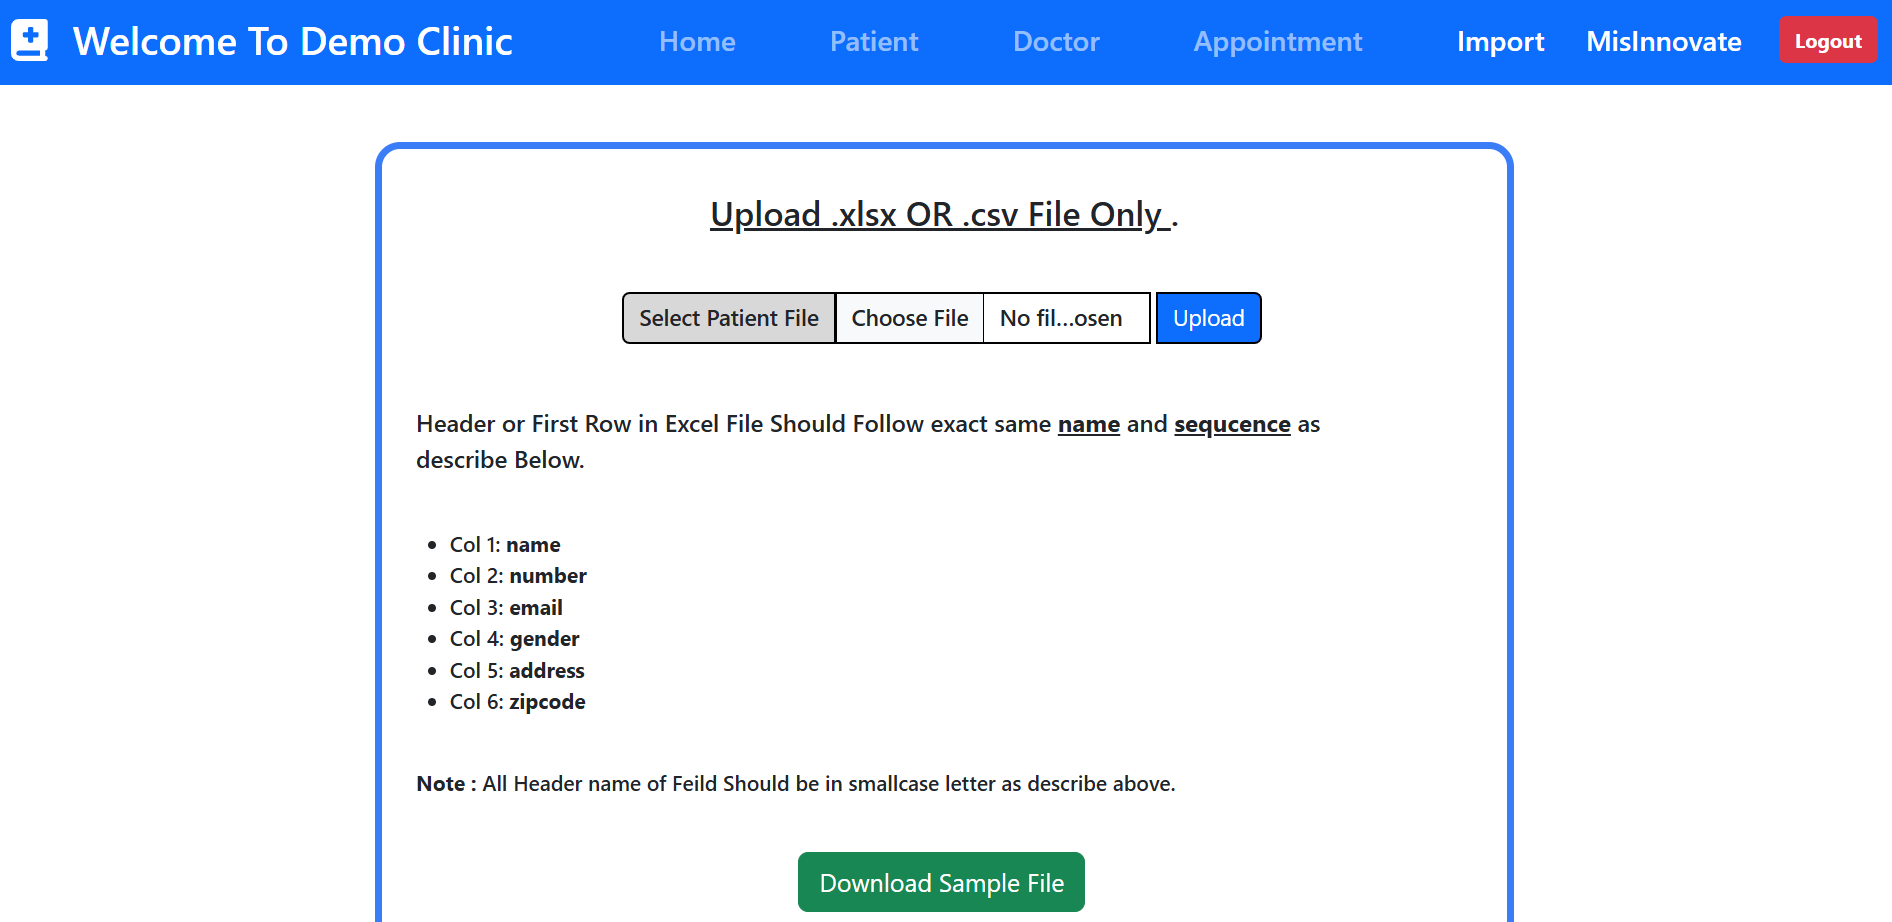 Welcome To Demo Clinic Home Patient Doctor Appointment Import MisInnovate Logout
Upload .xlsx OR .csv File Only .
Select Patient File Choose File No fil...osen Upload
Header or First Row in Excel File Should Follow exact same name and sequcence as
describe Below.
Col 1: name
Col 2: number
Col 3: email
Col 4: gender
Col 5: address
Col 6: zipcode
Note : All Header name of Feild Should be in smallcase letter as describe above.
Download Sample File